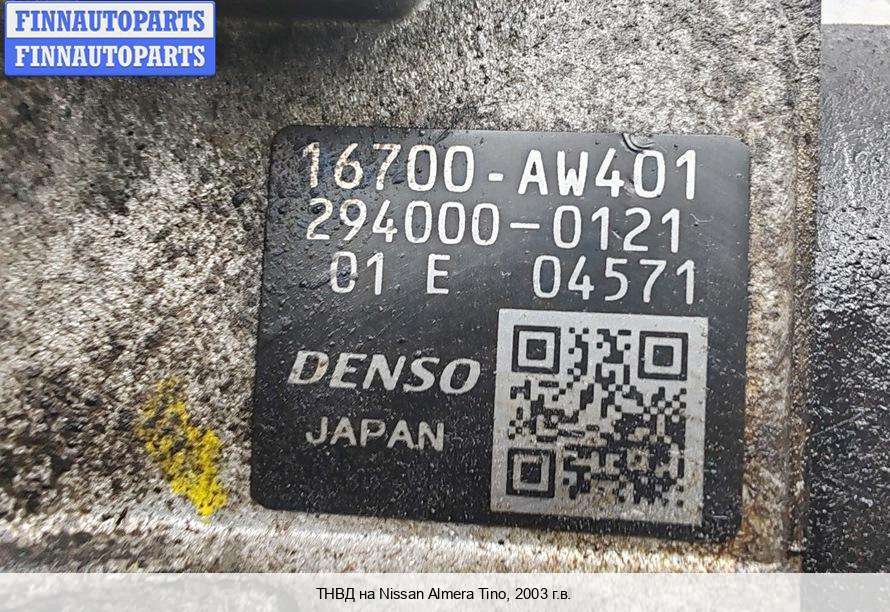 FINNAUTOPARTS
FINNAUTOPARTS
16700-AW401
294000-0121
01 E 04571
DENSO
JAPAN
ТНВД на Nissan Almera Tino, 2003 г.в.